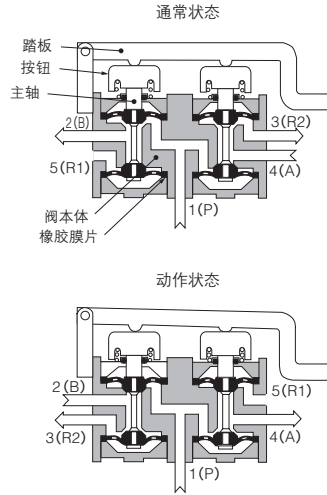 通常状态
踏板
按钮
主轴
2(B)
3(R2)
5(R1)
4(A)
阀本体
1(P)
橡胶膜片
动作状态
2(B)
5(R1)
3(R2)
4(A)
1(P)